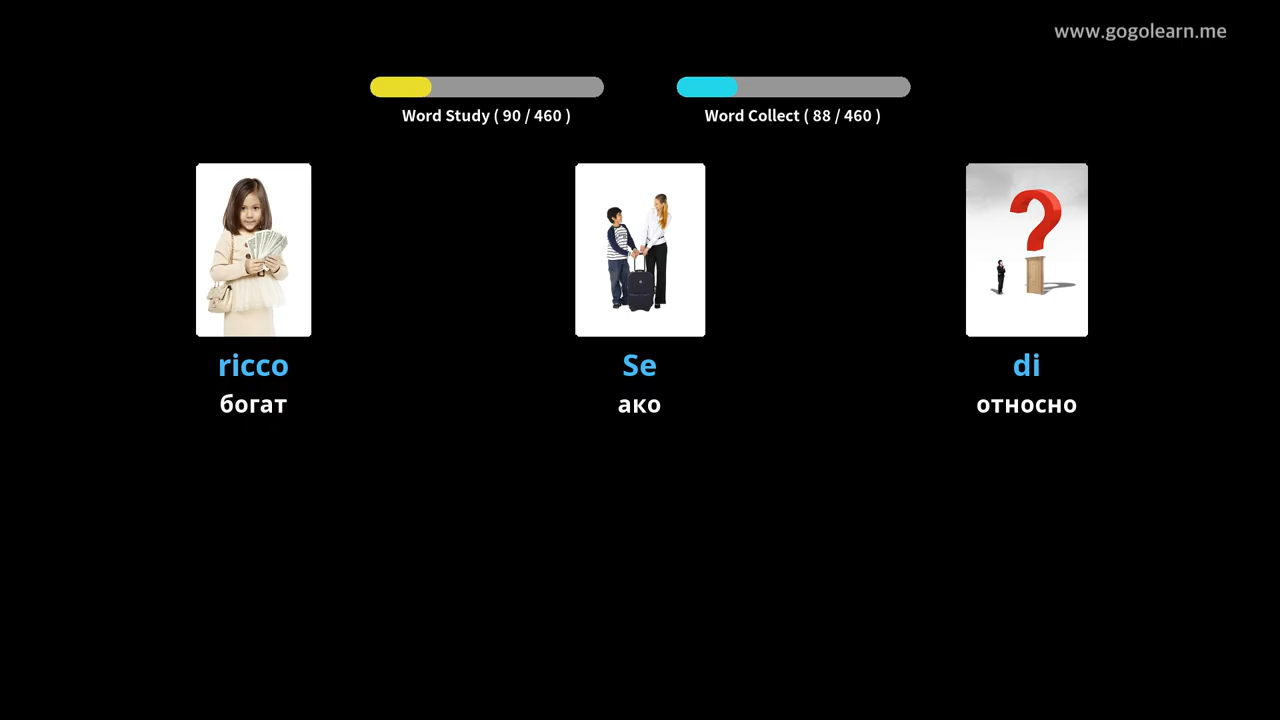 www.gogolearn.me
Word Study ( 90 / 460 )
Word Collect ( 88 / 460 )
ricco
Se
di
богат
ако
относно